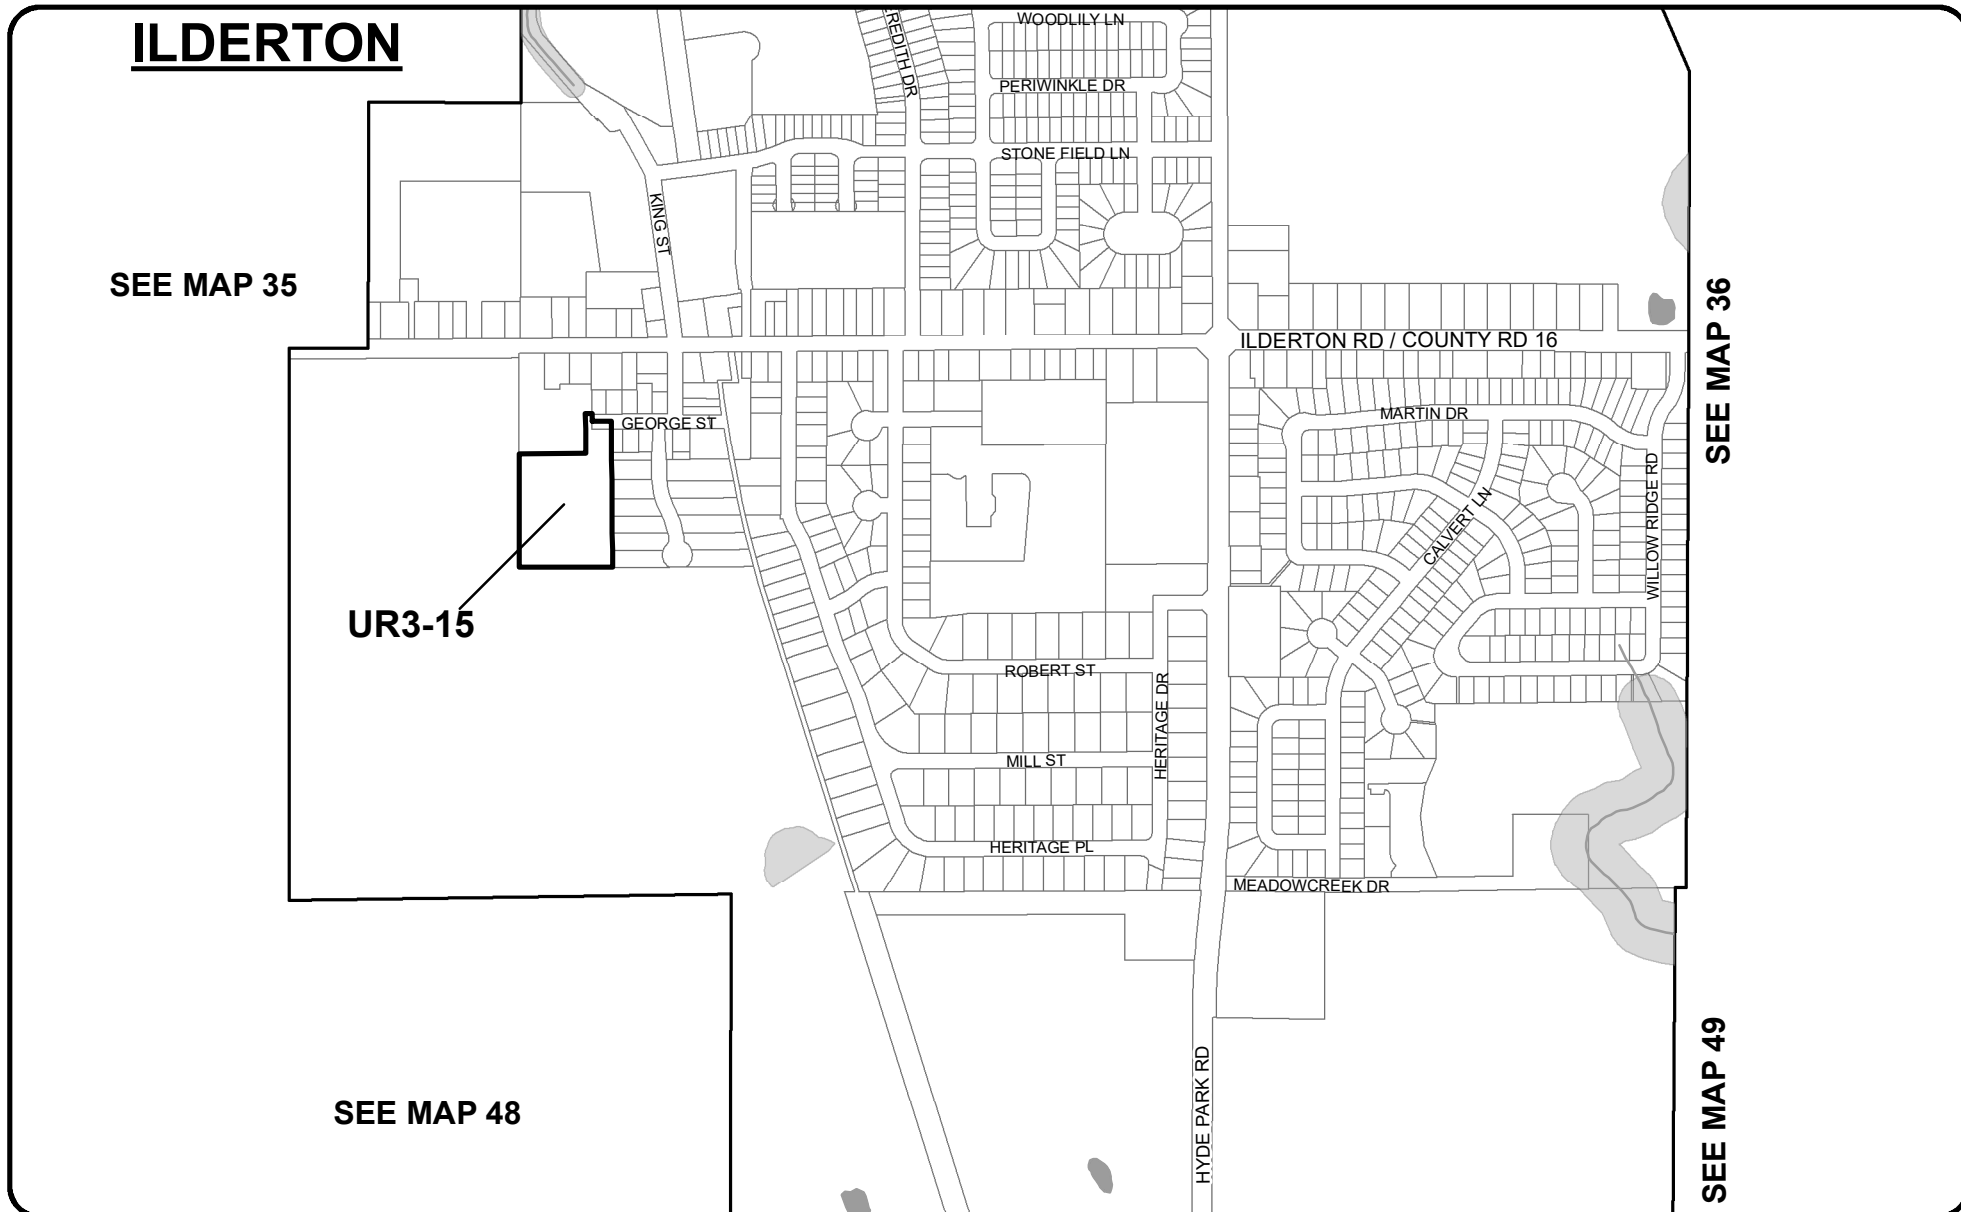 ILDERTON
WOODLILY LN
EREDITH DR
PERIWINKLE DR
STONE FIELD LN
KING ST
SEE MAP 35
SEE MAP 36
ILDERTON RD / COUNTY RD 16
GEORGE ST
MARTIN DR
WILLOW RIDGE RD
CALVERT LN
UR3-15
ROBERT ST
HERITAGE DR
MILL ST
HERITAGE PL
MEADOWCREEK DR
HYDE PARK RD
SEE MAP 48
SEE MAP 49